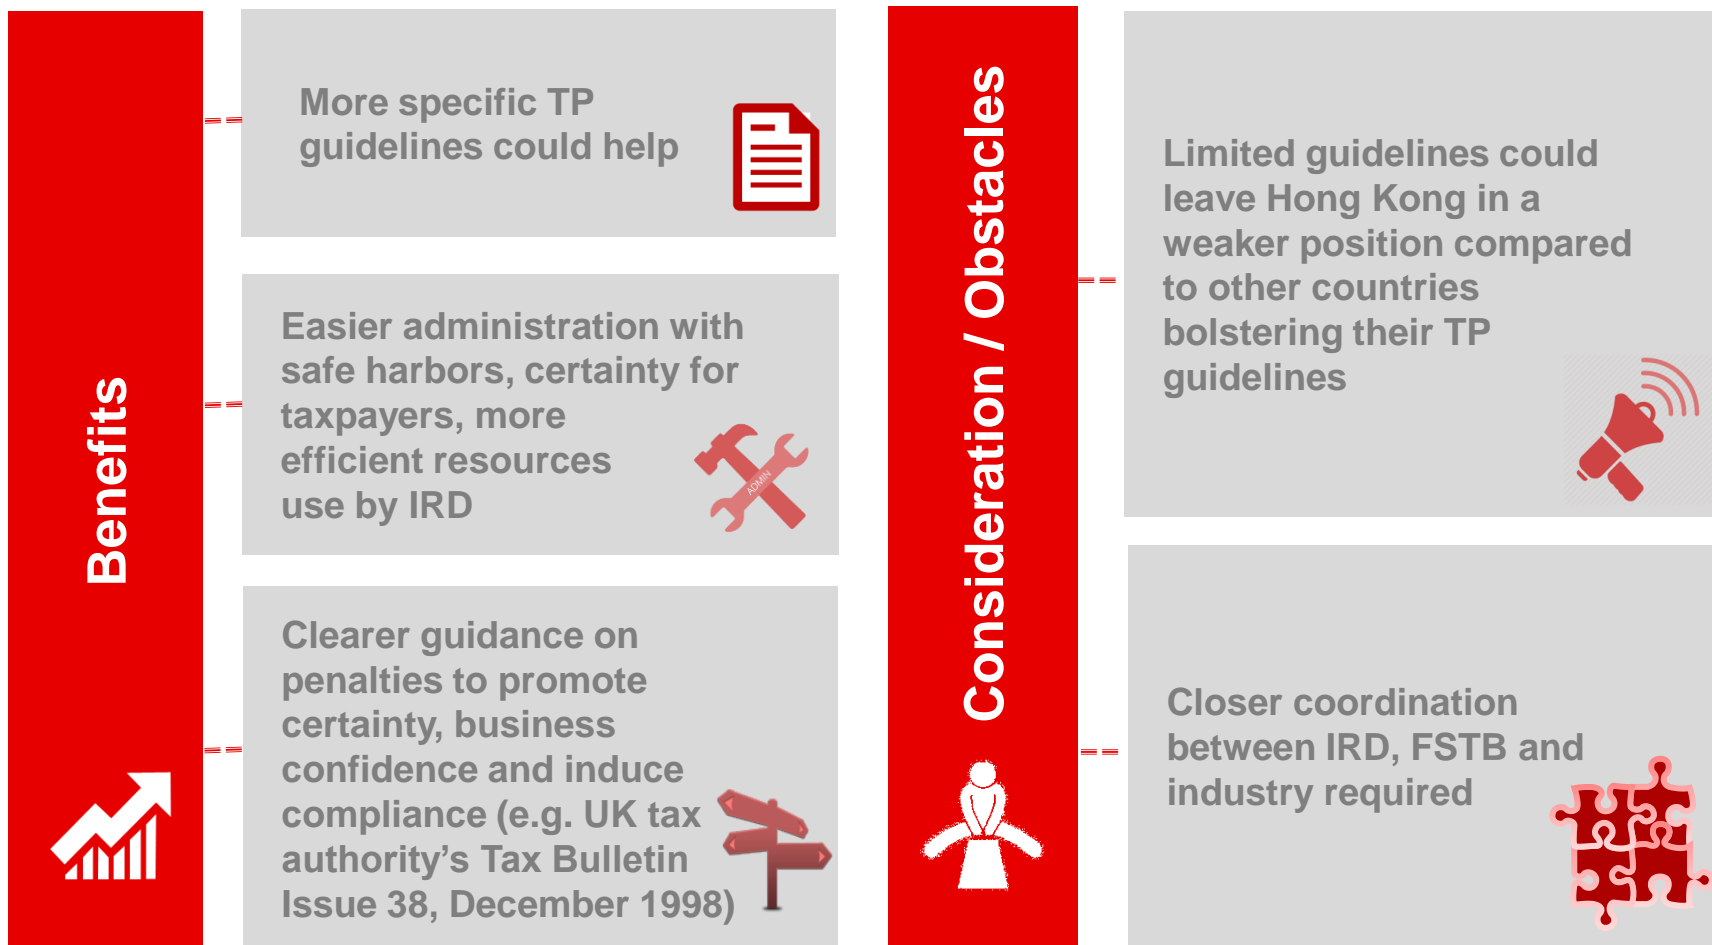 Benefits
More specific TP
guidelines could help
Easier administration with
safe harbors, certainty for
taxpayers, more
efficient resources
use by IRD
ADMIN
Clearer guidance on
penalties to promote
certainty, business
confidence and induce
compliance (e.g. UK tax
authority’s Tax Bulletin
Issue 38, December 1998)
Consideration / Obstacles
Limited guidelines could
leave Hong Kong in a
weaker position compared
to other countries
bolstering their TP
guidelines
Closer coordination
between IRD, FSTB and
industry required